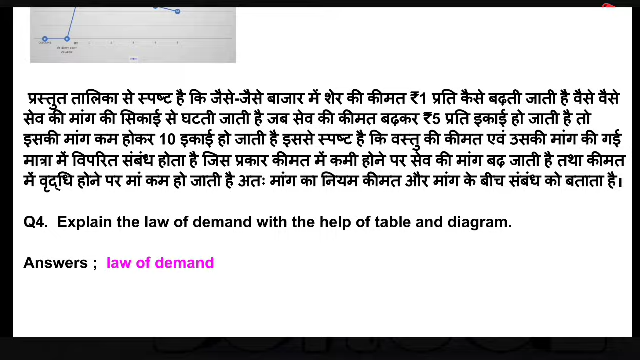 प्रस्तुत तालिका से स्पष्ट है कि जैसे-जैसे बाजार में शेर की कीमत ₹1 प्रति कैसे बढ़ती जाती है वैसे वैसे
सेव की मांग की सिकाई से घटती जाती है जब सेव की कीमत बढ़कर ₹5 प्रति इकाई हो जाती है तो
इसकी मांग कम होकर 10 इकाई हो जाती है इससे स्पष्ट है कि वस्तु की कीमत एवं उसकी मांग की गई
मात्रा में विपरित संबंध होता है जिस प्रकार कीमत में कमी होने पर सेव की मांग बढ़ जाती है तथा कीमत
में वृद्धि होने पर मां कम हो जाती है अतः मांग का नियम कीमत और मांग के बीच संबंध को बताता है।
Q4. Explain the law of demand with the help of table and diagram.
Answers ; law of demand